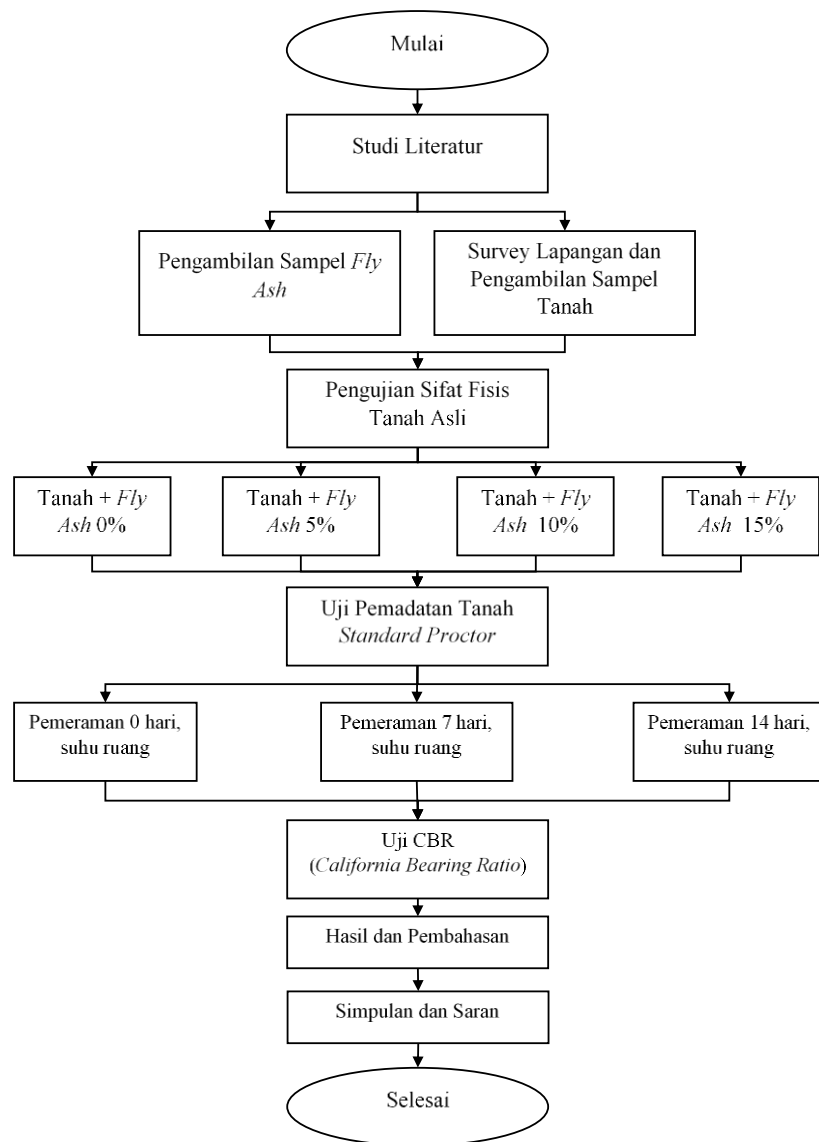 Mulai
Studi Literatur
Pengambilan Sampel Fly
Ash
Survey Lapangan dan
Pengambilan Sampel
Tanah
Pengujian Sifat Fisis
Tanah Asli
Tanah + Fly
Ash 0%
Tanah + Fly
Ash 5%
Tanah + Fly
Ash 10%
Tanah + Fly
Ash 15%
Uji Pemadatan Tanah
Standard Proctor
Pemeraman 0 hari,
suhu ruang
Pemeraman 7 hari,
suhu ruang
Pemeraman 14 hari,
suhu ruang
Uji CBR
(California Bearing Ratio)
Hasil dan Pembahasan
Simpulan dan Saran
Selesai